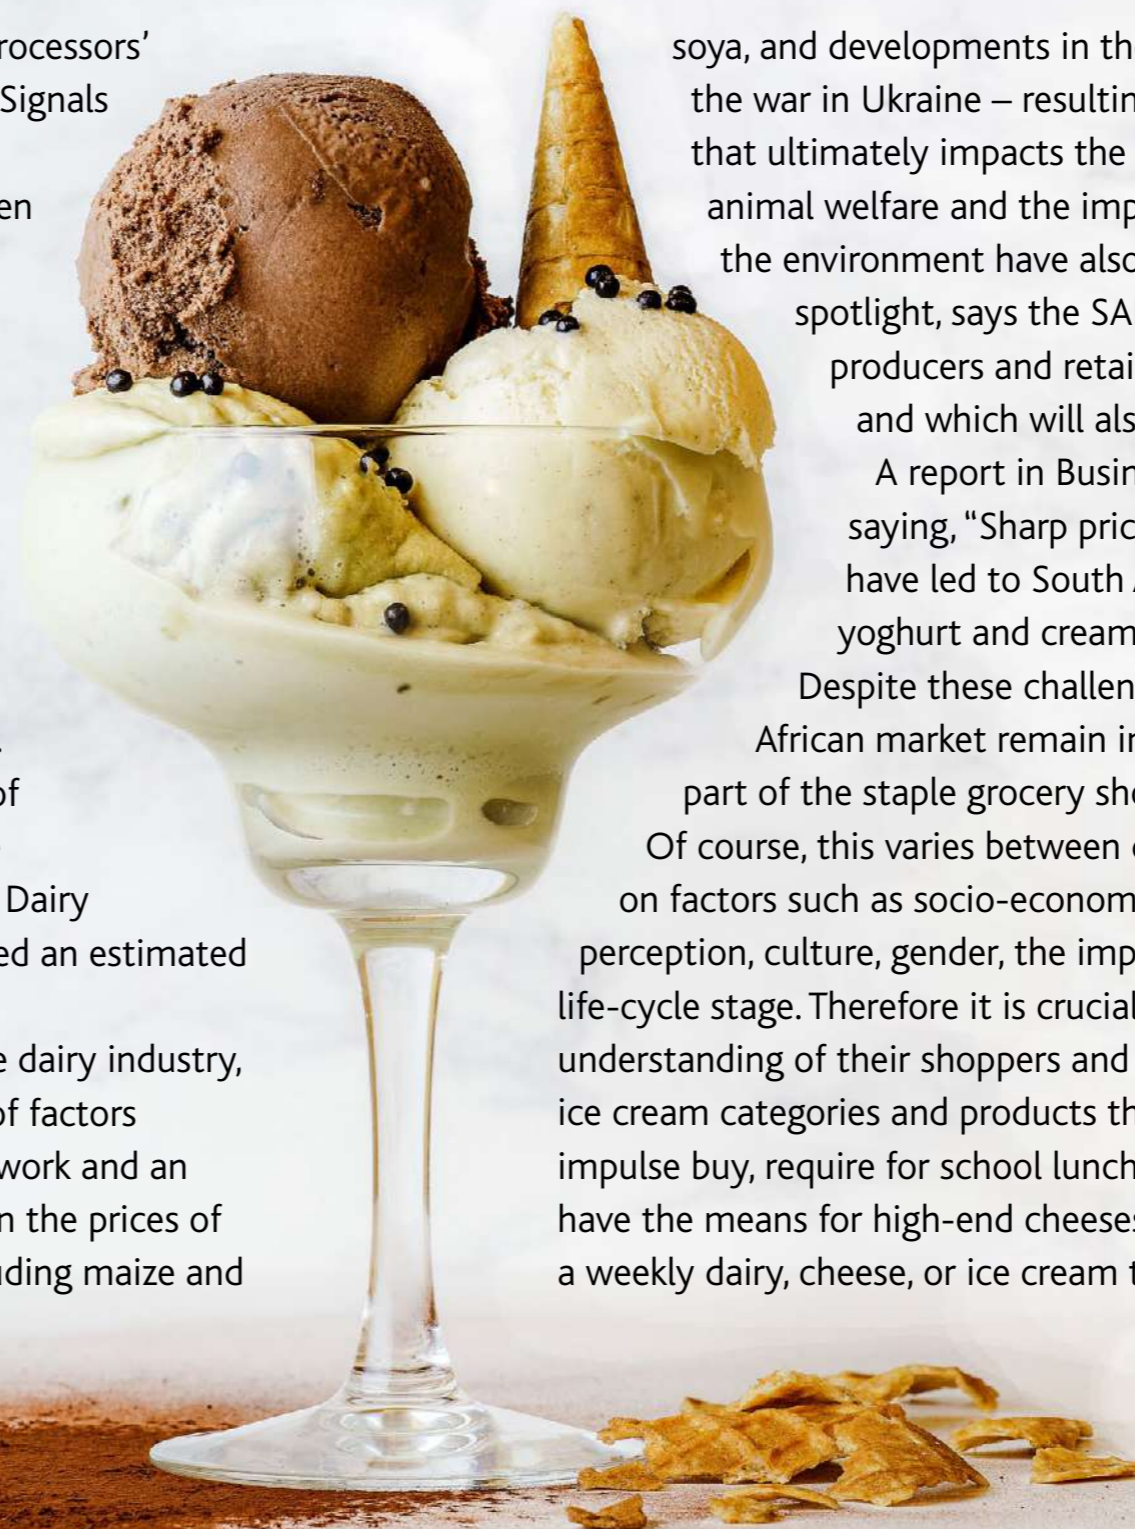 rocessors’
Signals
en
of
Dairy
ed an estimated
e dairy industry,
of factors
work and an
n the prices of
uding maize and
soya, and developments in th
the war in Ukraine – resultin
that ultimately impacts the
animal welfare and the imp
the environment have also
spotlight, says the SA
producers and retai
and which will als
A report in Busin
saying, “Sharp pric
have led to South
yoghurt and cream
Despite these challen
African market remain in
part of the staple grocery sho
Of course, this varies between
on factors such as socio-econom
perception, culture, gender, the imp
life-cycle stage. Therefore it is crucial
understanding of their shoppers and
ice cream categories and products th
impulse buy, require for school lunch
have the means for high-end cheeses
a weekly dairy, cheese, or ice cream t